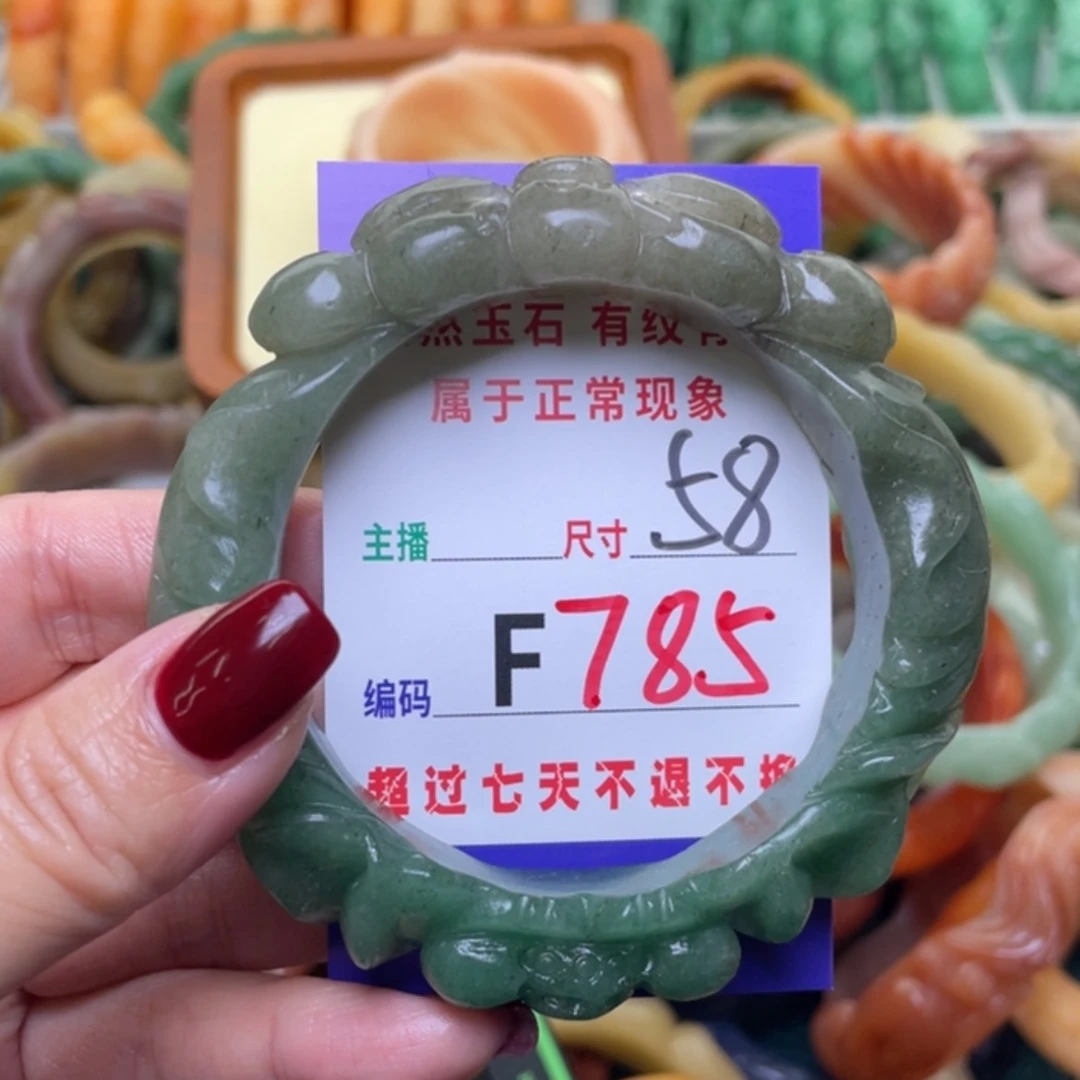 然玉石 有纹
属于正常现象
主播 尺寸 58
编码 F785
超过七天不退不